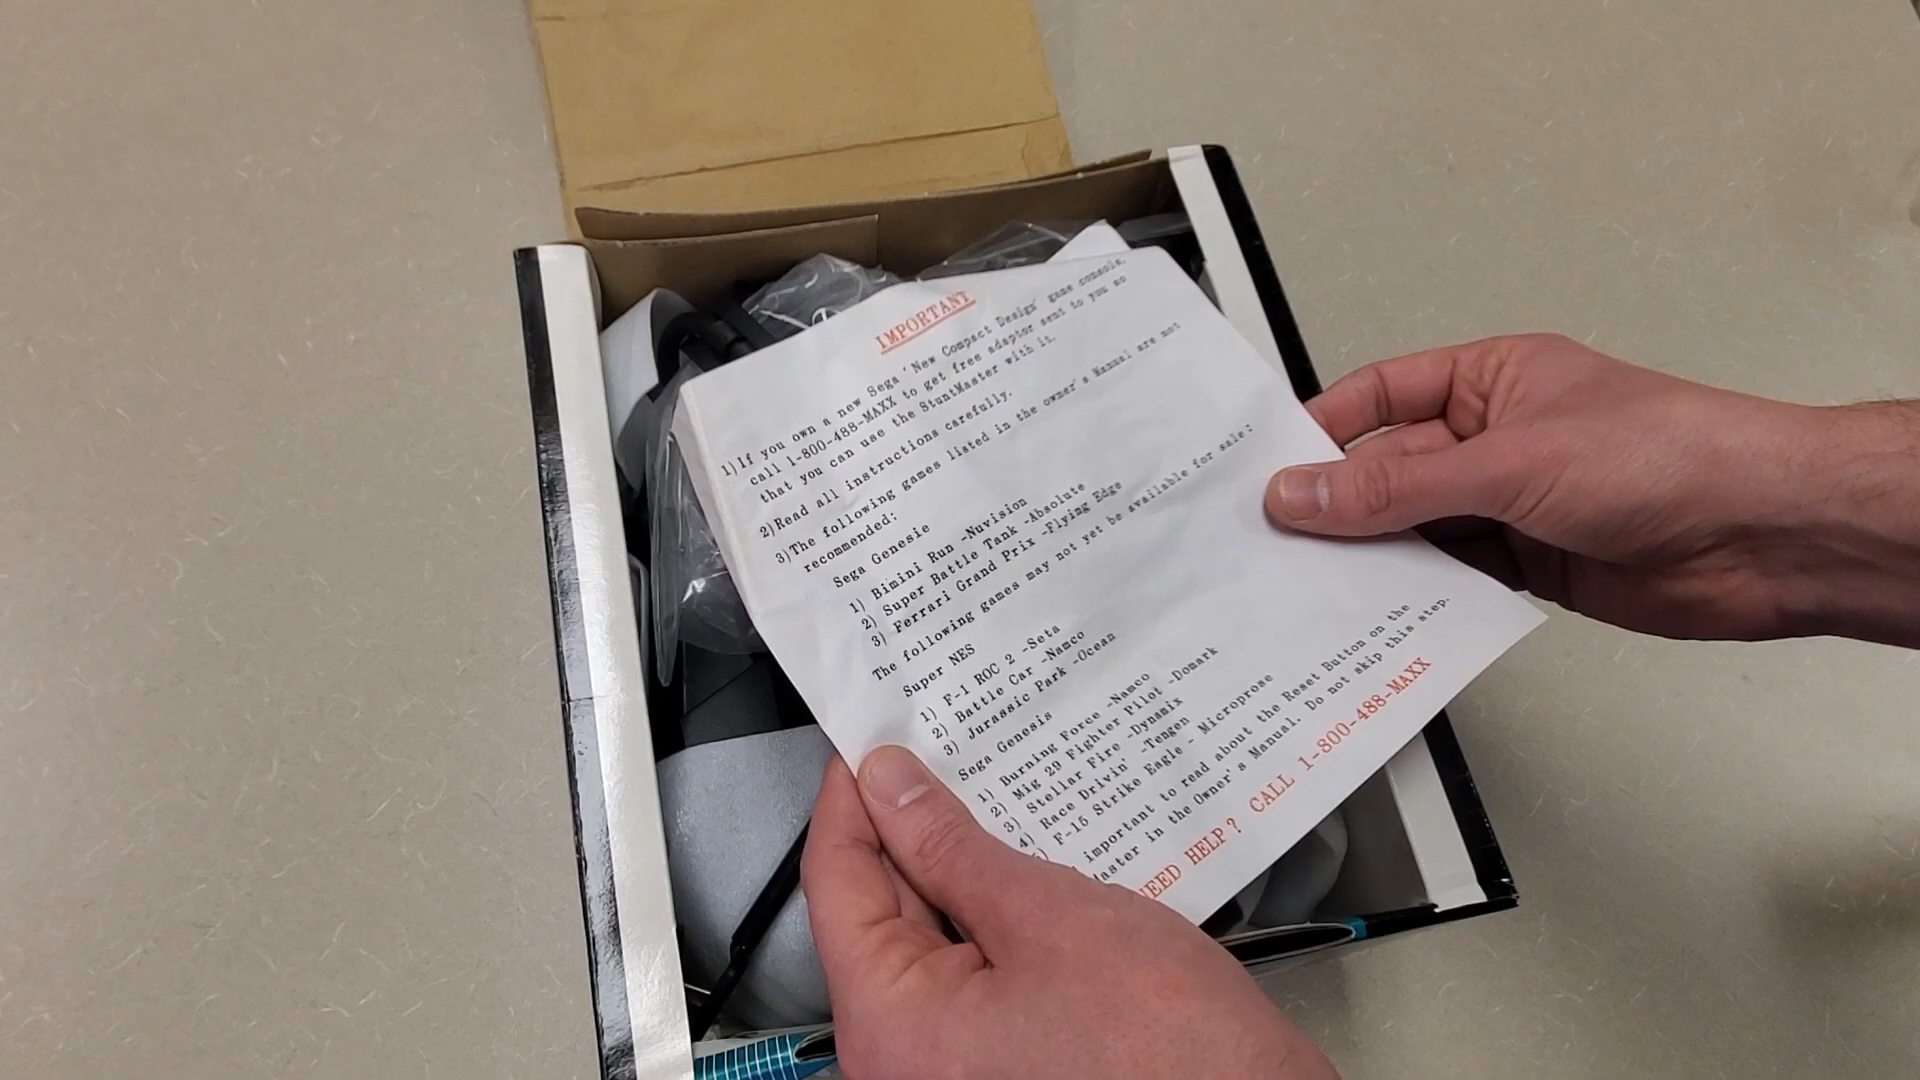 IMPORTANT
1)If you own a new Sega 'New Compact Design' game console,
call 1-800-488-MAXX to get free adaptor sent to you so
that you can use the StuntMaster with it.
2)Read all instructions carefully.
3)The following games listed in the owner's Manual are not
recommended:
Sega Genesie
1) Bimini Run -Nuvision
2) Super Battle Tank -Absolute
3) Ferrari Grand Prix -Flying Edge
The following games may not yet be available for sale:
Super NES
1) F-1 ROC 2 -Seta
2) Battle Car -Namco
3) Jurassic Park -Ocean
Sega Genesis
1) Burning Force -Namco
2) Mig 29 Fighter Pilot -Domark
3) Stellar Fire -Dynamix
4) Race Drivin' -Tengen
F-15 Strike Eagle - Microprose
important to read about the Reset Button on the
Master in the Owner's Manual. Do not skip this step.
NEED HELP? CALL 1-800-488-MAXX